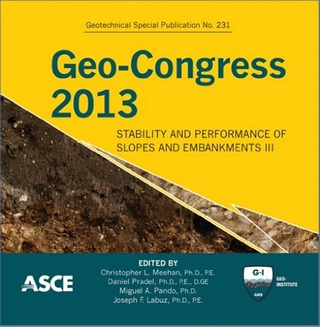 Geotechnical Special Publication No. 231
Geo-Congress
2013
STABILITY AND PERFORMANCE OF
SLOPES AND EMBANKMENTS III
EDITED BY
Christopher L. Meehan, Ph.D., P.E.
Daniel Pradel, Ph.D., P.E., D.GE
Miguel A. Pando, Ph.D.
Joseph F. Labuz, Ph.D., P.E.
ASCE
G-I
ASCE
GEO-
INSTITUTE